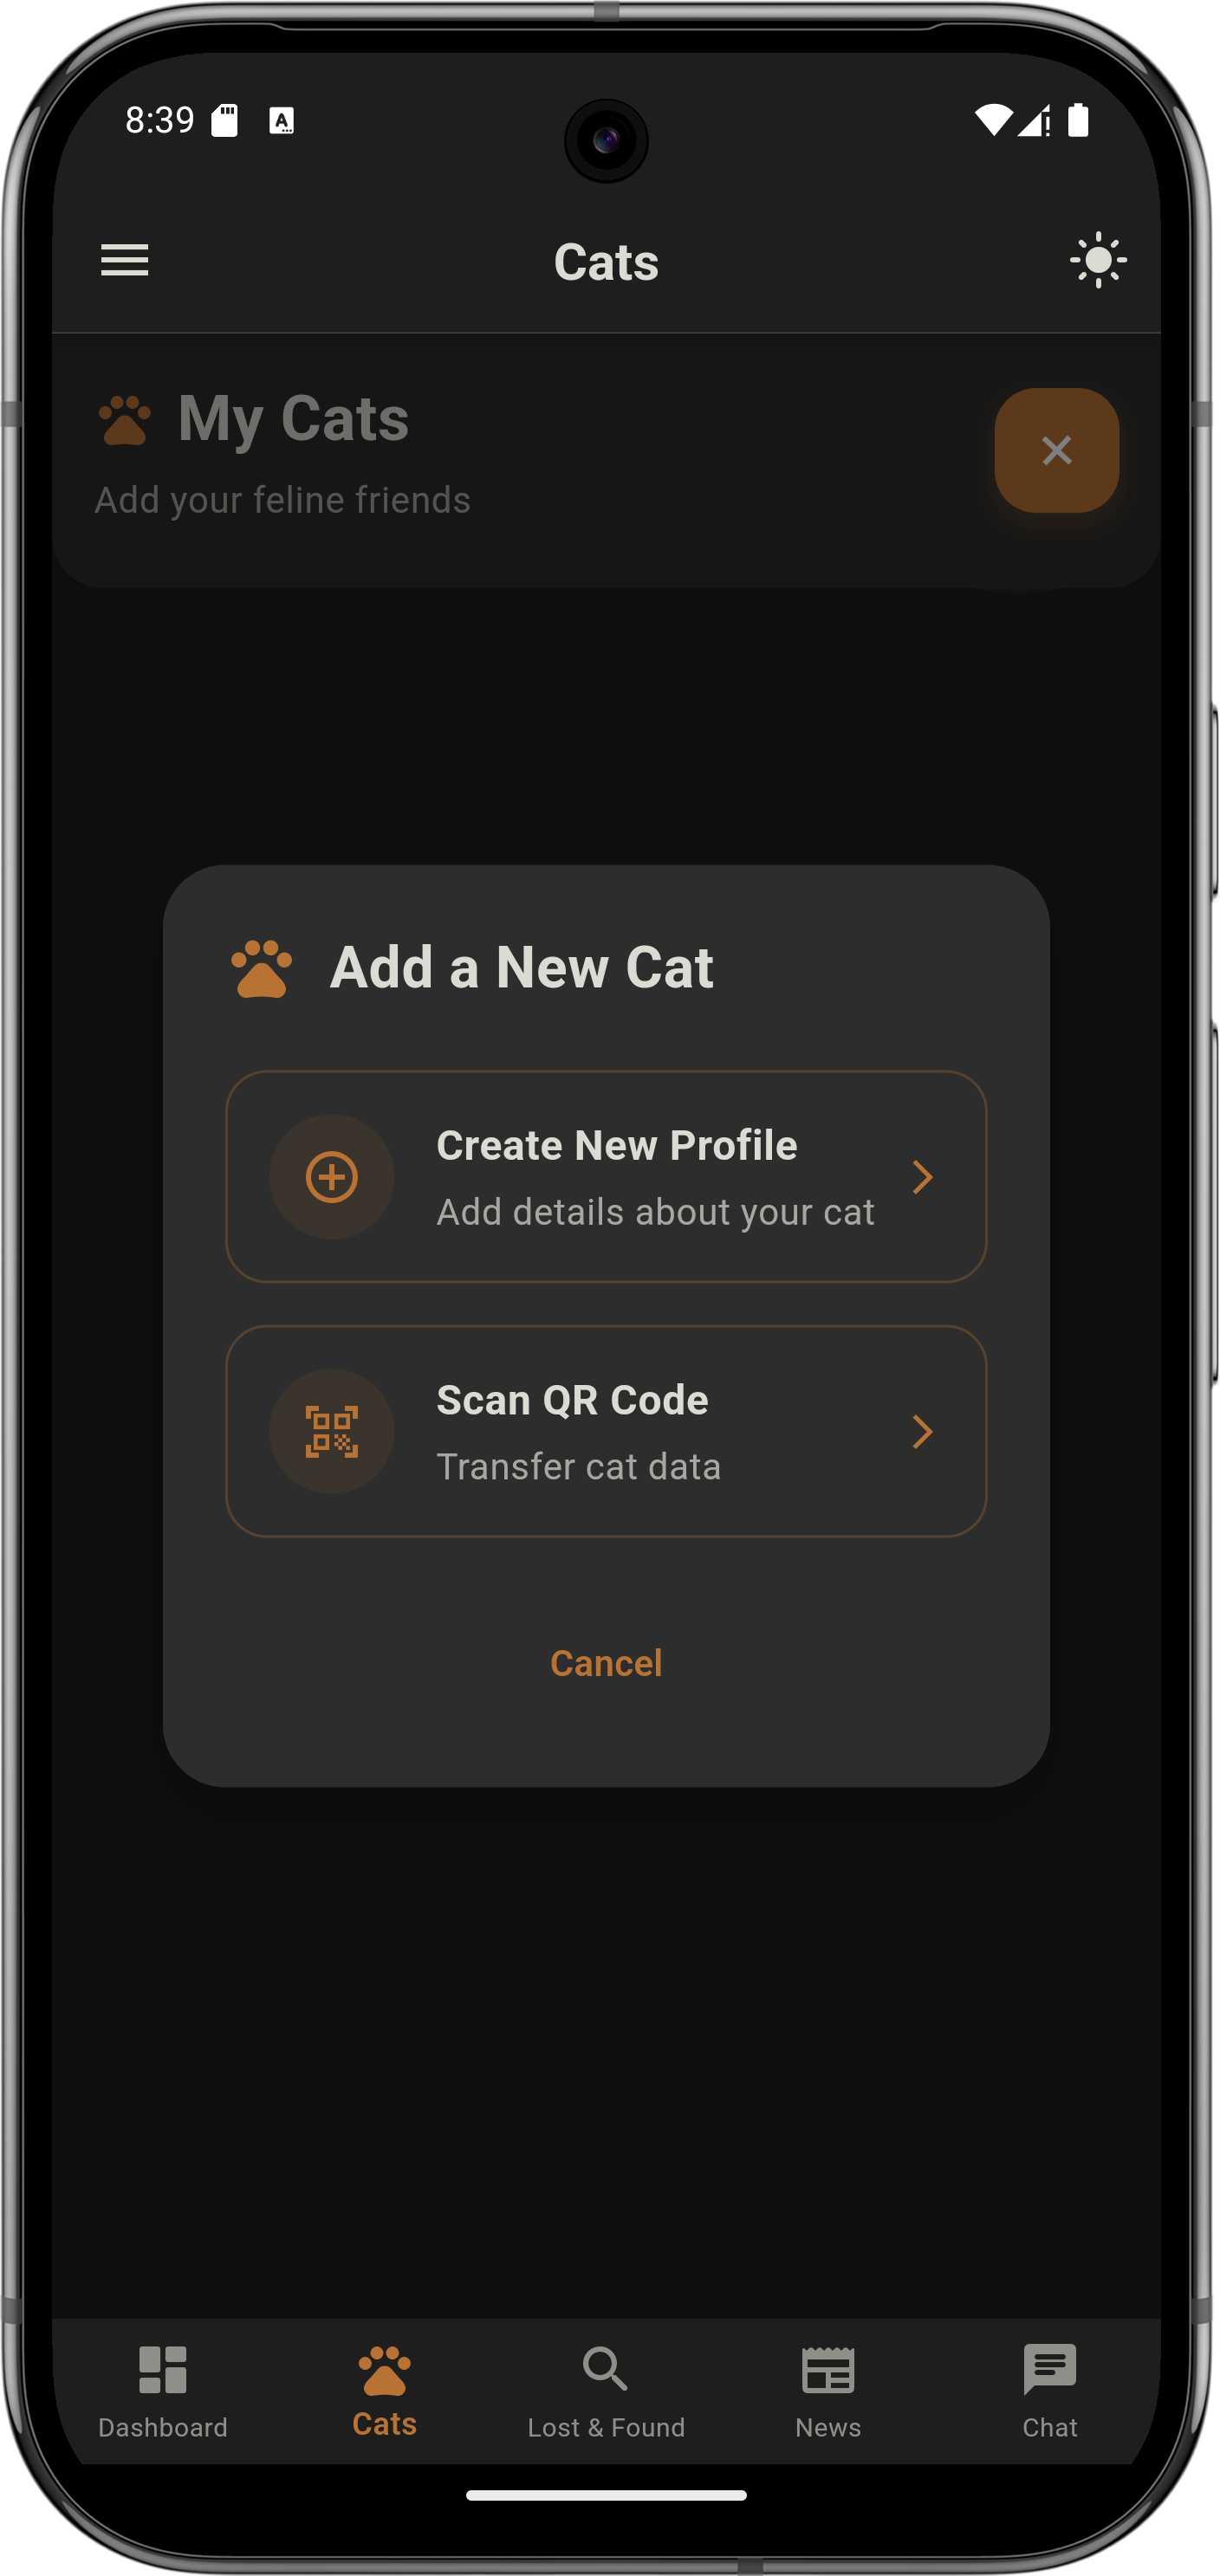 8:39
Cats
My Cats
Add your feline friends
Add a New Cat
Create New Profile
Add details about your cat
Scan QR Code
Transfer cat data
Cancel
Dashboard
Cats
Lost & Found
News
Chat